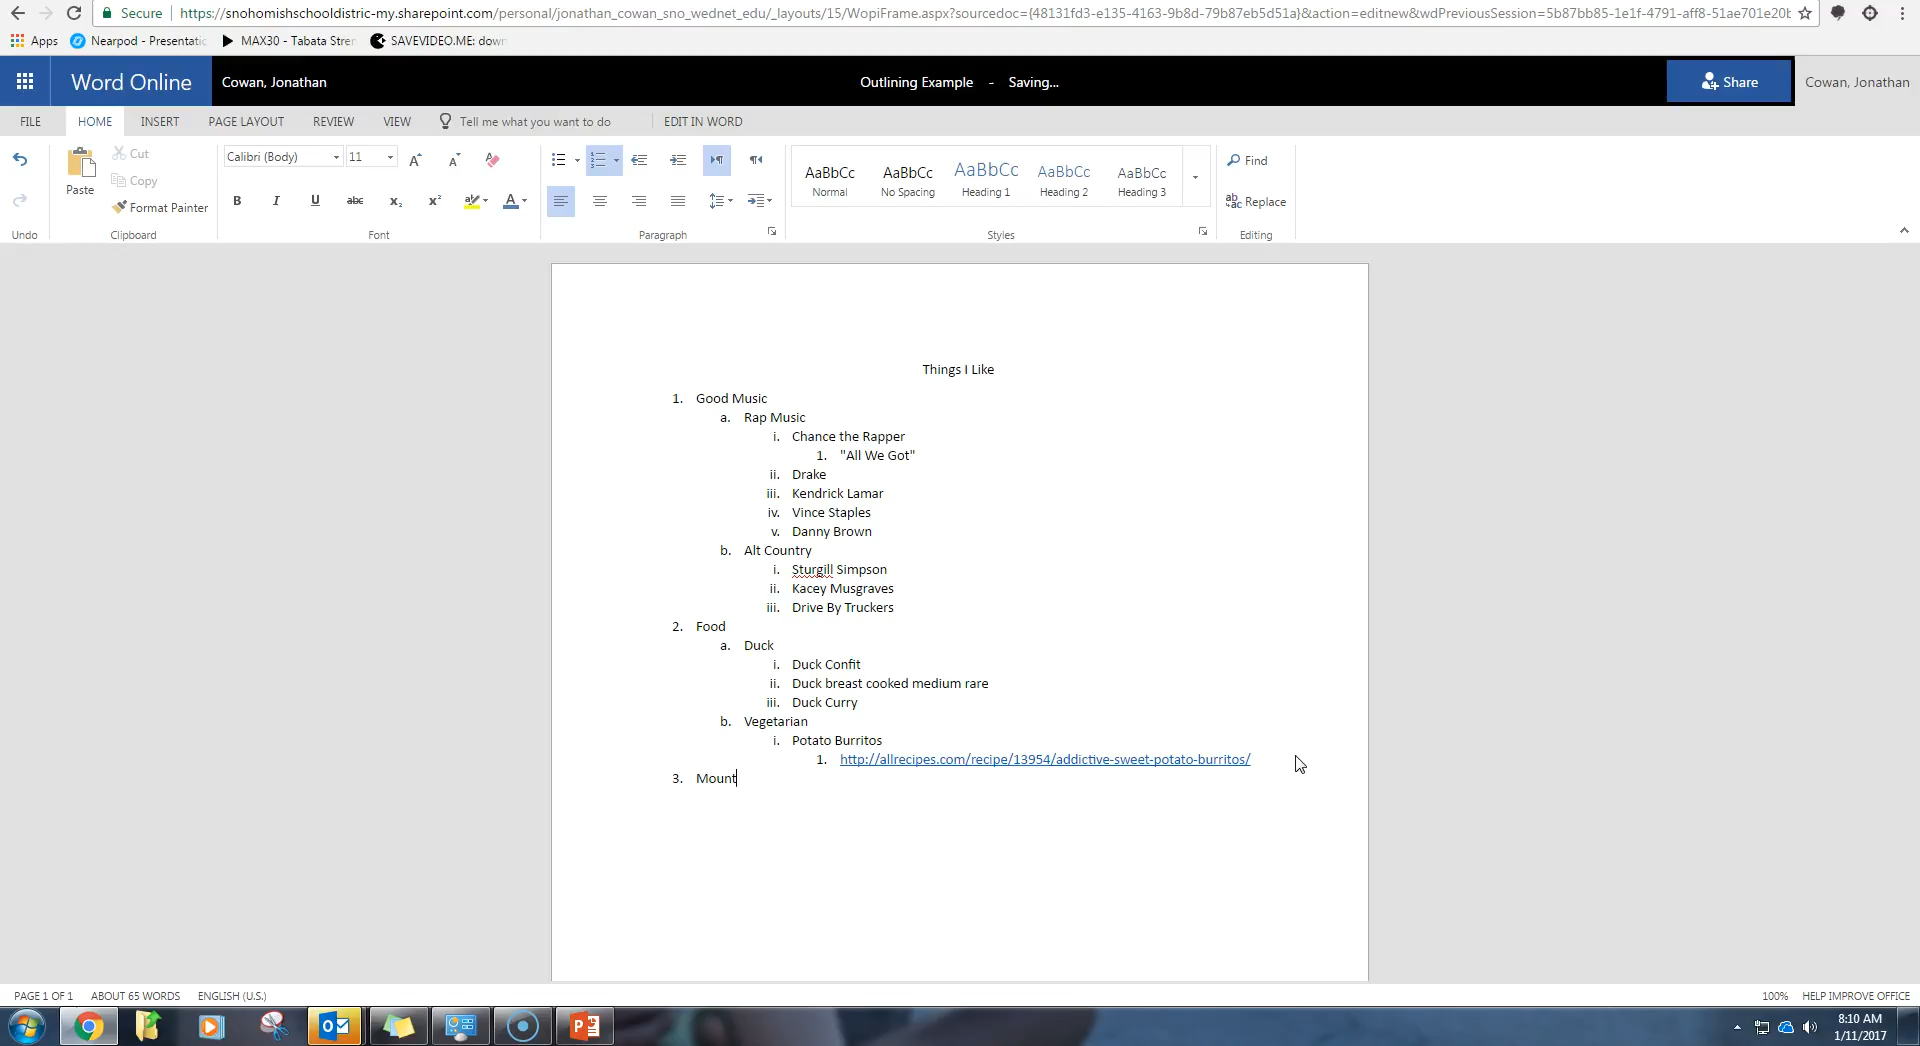 Secure https://snohomishschooldistric-my.sharepoint.com/personal/jonathan_cowan_sno_wednet_edu/_layouts/15/WopiFrame.aspx?sourcedoc={48131fd3-e135-4163-9b8d-79b87eb5d51a}&action=editnew&wdPreviousSession=5b87bb85-1e1f-4791-aff8-51ae701e20b
Apps Nearpod - Presentatic MAX30 - Tabata Stren SAVEVIDEO.ME: down
Word Online Cowan, Jonathan Outlining Example - Saving... Share Cowan, Jonathan
FILE HOME INSERT PAGE LAYOUT REVIEW VIEW Tell me what you want to do EDIT IN WORD
Paste Cut Copy Format Painter
Calibri (Body) 11
B I U abc x₂ x² ab A
AaBbCc AaBbCc AaBbCc AaBbCc AaBbCc
Normal No Spacing Heading 1 Heading 2 Heading 3
Find
Replace
Undo Clipboard Font Paragraph Styles Editing
Things I Like
1. Good Music
a. Rap Music
i. Chance the Rapper
1. "All We Got"
ii. Drake
iii. Kendrick Lamar
iv. Vince Staples
v. Danny Brown
b. Alt Country
i. Sturgill Simpson
ii. Kacey Musgraves
iii. Drive By Truckers
2. Food
a. Duck
i. Duck Confit
ii. Duck breast cooked medium rare
iii. Duck Curry
b. Vegetarian
i. Potato Burritos
1. http://allrecipes.com/recipe/13954/addictive-sweet-potato-burritos/
3. Mount
PAGE 1 OF 1 ABOUT 65 WORDS ENGLISH (U.S.) 100% HELP IMPROVE OFFICE
8:10 AM
1/11/2017